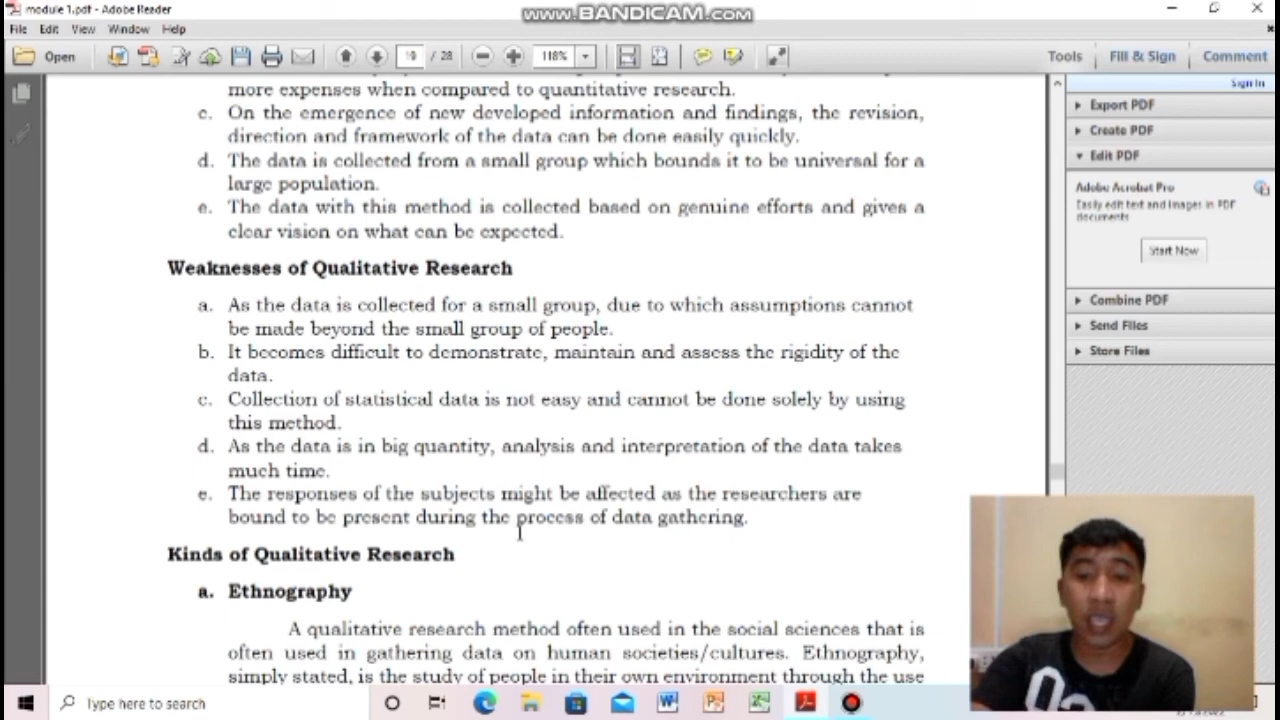 module 1.pdf - Adobe Reader
www.BANDICAM.com
File Edit View Window Help
Open
/ 28
118%
Tools Fill & Sign Comment
Sign In
more expenses when compared to quantitative research.
c. On the emergence of new developed information and findings, the revision,
direction and framework of the data can be done easily quickly.
d. The data is collected from a small group which bounds it to be universal for a
large population.
e. The data with this method is collected based on genuine efforts and gives a
clear vision on what can be expected.
Weaknesses of Qualitative Research
a. As the data is collected for a small group, due to which assumptions cannot
be made beyond the small group of people.
b. It becomes difficult to demonstrate, maintain and assess the rigidity of the
data.
c. Collection of statistical data is not easy and cannot be done solely by using
this method.
d. As the data is in big quantity, analysis and interpretation of the data takes
much time.
e. The responses of the subjects might be affected as the researchers are
bound to be present during the process of data gathering.
Kinds of Qualitative Research
a. Ethnography
A qualitative research method often used in the social sciences that is
often used in gathering data on human societies/cultures. Ethnography,
simply stated, is the study of people in their own environment through the use
Export PDF
Create PDF
Edit PDF
Adobe Acrobat Pro
Easily edit text and images in PDF
documents
Start Now
Combine PDF
Send Files
Store Files
Type here to search